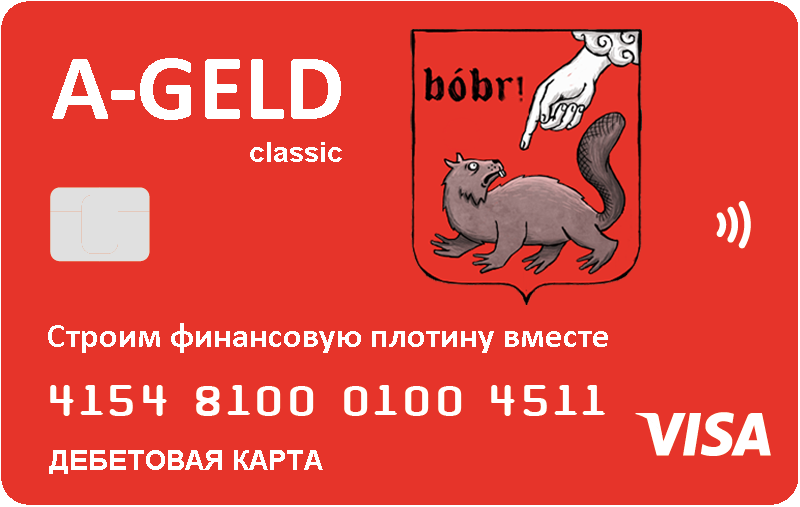 A-GELD
classic
bóbr!
Строим финансовую плотину вместе
4154 8100 0100 4511
ДЕБЕТОВАЯ КАРТА
VISA